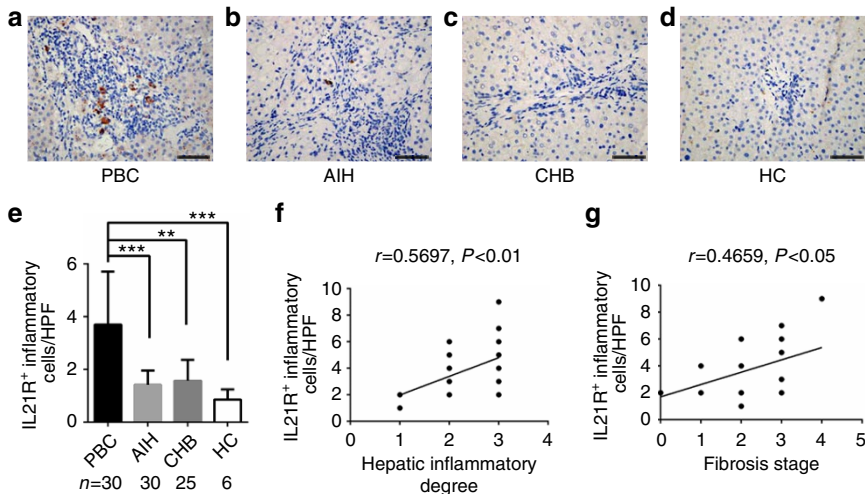 a
b
c
d
PBC
AIH
CHB
HC
e
f
g
***
**
***
6
4
2
0
IL21R+ inflammatory
cells/HPF
PBC
AIH
CHB
HC
n=30
30
25
6
r=0.5697, P<0.01
10
8
6
4
2
0
IL21R+ inflammatory
cells/HPF
0
1
2
3
4
Hepatic inflammatory
degree
r=0.4659, P<0.05
10
8
6
4
2
0
IL21R+ inflammatory
cells/HPF
0
1
2
3
4
5
Fibrosis stage